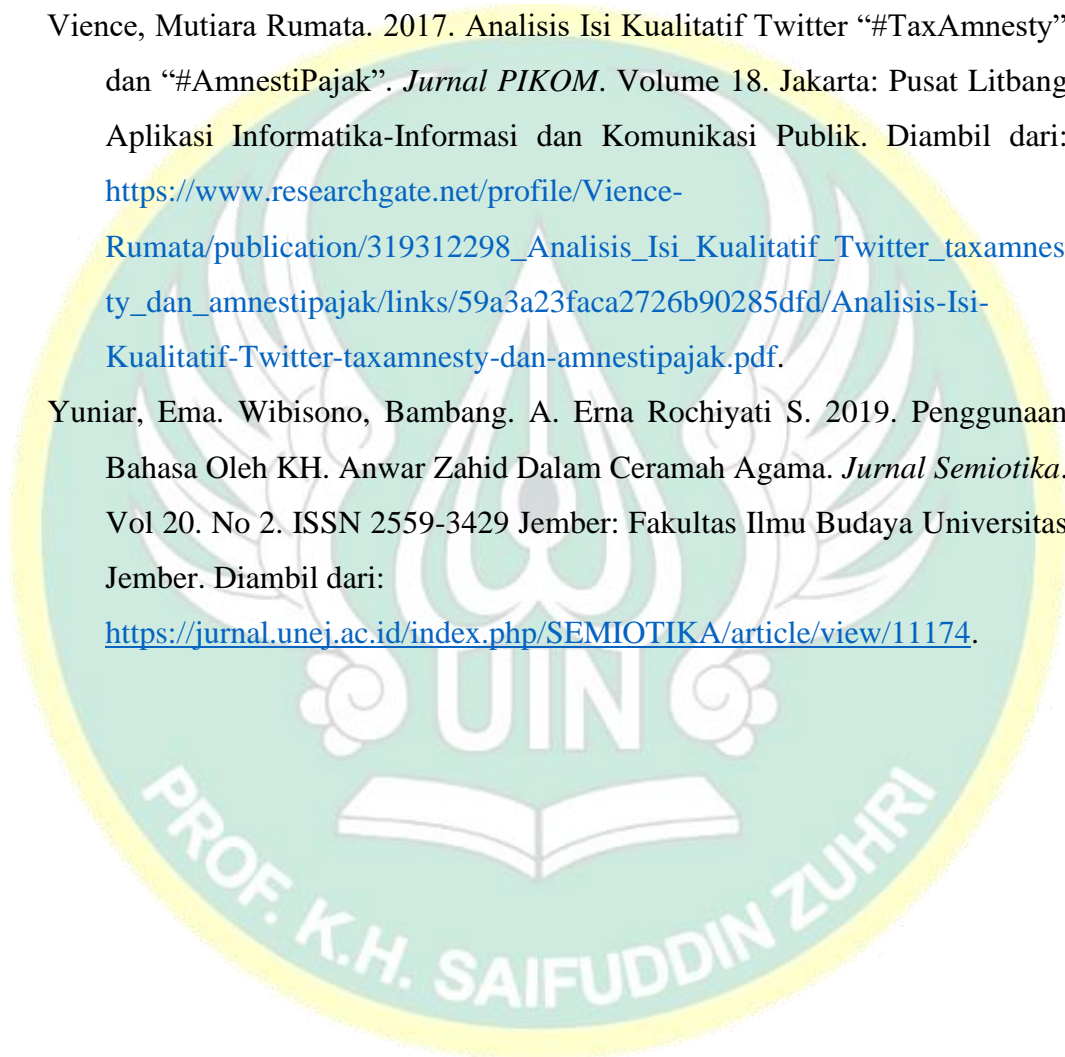 Vience, Mutiara Rumata. 2017. Analisis Isi Kualitatif Twitter “#TaxAmnesty”
dan “#AmnestiPajak”. Jurnal PIKOM. Volume 18. Jakarta: Pusat Litbang
Aplikasi Informatika-Informasi dan Komunikasi Publik. Diambil dari:
https://www.researchgate.net/profile/Vience-
Rumata/publication/319312298_Analisis_Isi_Kualitatif_Twitter_taxamnes
ty_dan_amnestipajak/links/59a3a23faca2726b90285dfd/Analisis-Isi-
Kualitatif-Twitter-taxamnesty-dan-amnestipajak.pdf.
Yuniar, Ema. Wibisono, Bambang. A. Erna Rochiyati S. 2019. Penggunaan
Bahasa Oleh KH. Anwar Zahid Dalam Ceramah Agama. Jurnal Semiotika.
Vol 20. No 2. ISSN 2559-3429 Jember: Fakultas Ilmu Budaya Universitas
Jember. Diambil dari:
https://jurnal.unej.ac.id/index.php/SEMIOTIKA/article/view/11174.
UIN
PROF. K.H. SAIFUDDIN ZUHRI